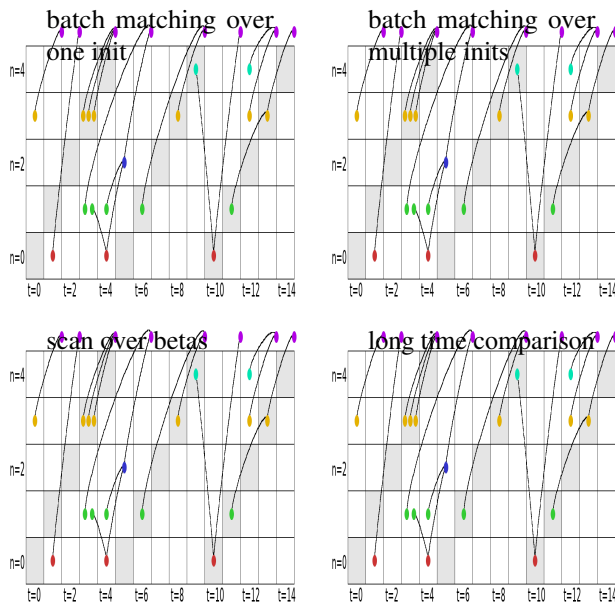 batch matching over
one init
n=4
n=2
n=0
t=0 t=2 t=4 t=6 t=8 t=10 t=12 t=14
batch matching over
multiple inits
n=4
n=2
n=0
t=0 t=2 t=4 t=6 t=8 t=10 t=12 t=14
scan over betas
n=4
n=2
n=0
t=0 t=2 t=4 t=6 t=8 t=10 t=12 t=14
long time comparison
n=4
n=2
n=0
t=0 t=2 t=4 t=6 t=8 t=10 t=12 t=14